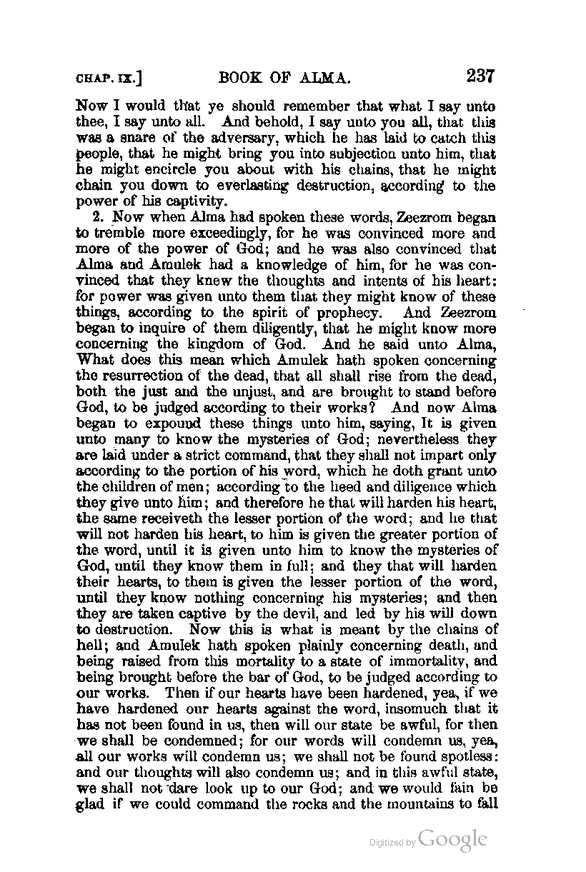 CHAP. IX.] BOOK OF ALMA. 237
Now I would that ye should remember that what I say unto
thee, I say unto all. And behold, I say unto you all, that this
was a snare of the adversary, which he has laid to catch this
people, that he might bring you into subjection unto him, that
he might encircle you about with his chains, that he might
chain you down to everlasting destruction, according to the
power of his captivity.
2. Now when Alma had spoken these words, Zeezrom began
to tremble more exceedingly, for he was convinced more and
more of the power of God; and he was also convinced that
Alma and Amulek had a knowledge of him, for he was con-
vinced that they knew the thoughts and intents of his heart:
for power was given unto them that they might know of these
things, according to the spirit of prophecy. And Zeezrom
began to inquire of them diligently, that he might know more
concerning the kingdom of God. And he said unto Alma,
What does this mean which Amulek hath spoken concerning
the resurrection of the dead, that all shall rise from the dead,
both the just and the unjust, and are brought to stand before
God, to be judged according to their works? And now Alma
began to expound these things unto him, saying, It is given
unto many to know the mysteries of God; nevertheless they
are laid under a strict command, that they shall not impart only
according to the portion of his word, which he doth grant unto
the children of men; according to the heed and diligence which
they give unto him; and therefore he that will harden his heart,
the same receiveth the lesser portion of the word; and he that
will not harden his heart, to him is given the greater portion of
the word, until it is given unto him to know the mysteries of
God, until they know them in full; and they that will harden
their hearts, to them is given the lesser portion of the word,
until they know nothing concerning his mysteries; and then
they are taken captive by the devil, and led by his will down
to destruction. Now this is what is meant by the chains of
hell; and Amulek hath spoken plainly concerning death, and
being raised from this mortality to a state of immortality, and
being brought before the bar of God, to be judged according to
our works. Then if our hearts have been hardened, yea, if we
have hardened our hearts against the word, insomuch that it
has not been found in us, then will our state be awful, for then
we shall be condemned; for our words will condemn us, yea,
all our works will condemn us; we shall not be found spotless:
and our thoughts will also condemn us; and in this awful state,
we shall not dare look up to our God; and we would fain be
glad if we could command the rocks and the mountains to fall
Digitized by Google